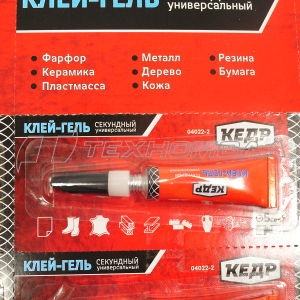 КЛЕЙ-ГЕЛЬ универсальный
• Фарфор • Металл • Резина
• Керамика • Дерево • Бумага
• Пластмасса • Кожа
КЛЕЙ-ГЕЛЬ СЕКУНДНЫЙ универсальный 04022-2 КЕДР
КЕДР
КЛЕЙ-ГЕЛЬ СЕКУНДНЫЙ универсальный 04022-2 КЕДР